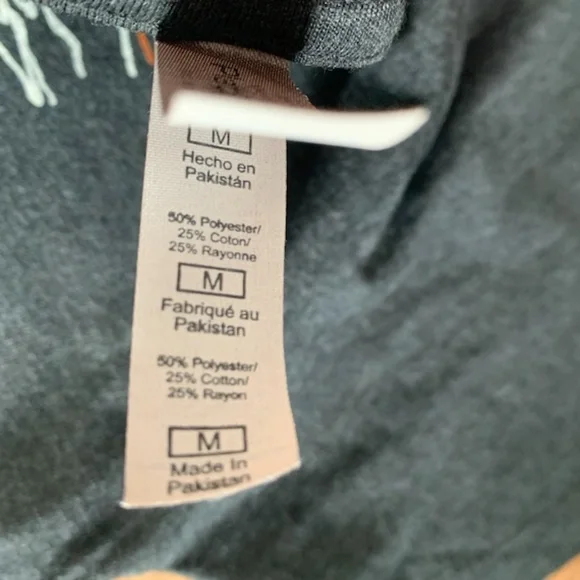 M
Hecho en
Pakistán
50% Polyester/
25% Coton/
25% Rayonne
M
Fabriqué au
Pakistan
50% Polyester/
25% Cotton/
25% Rayon
M
Made In
Pakistan